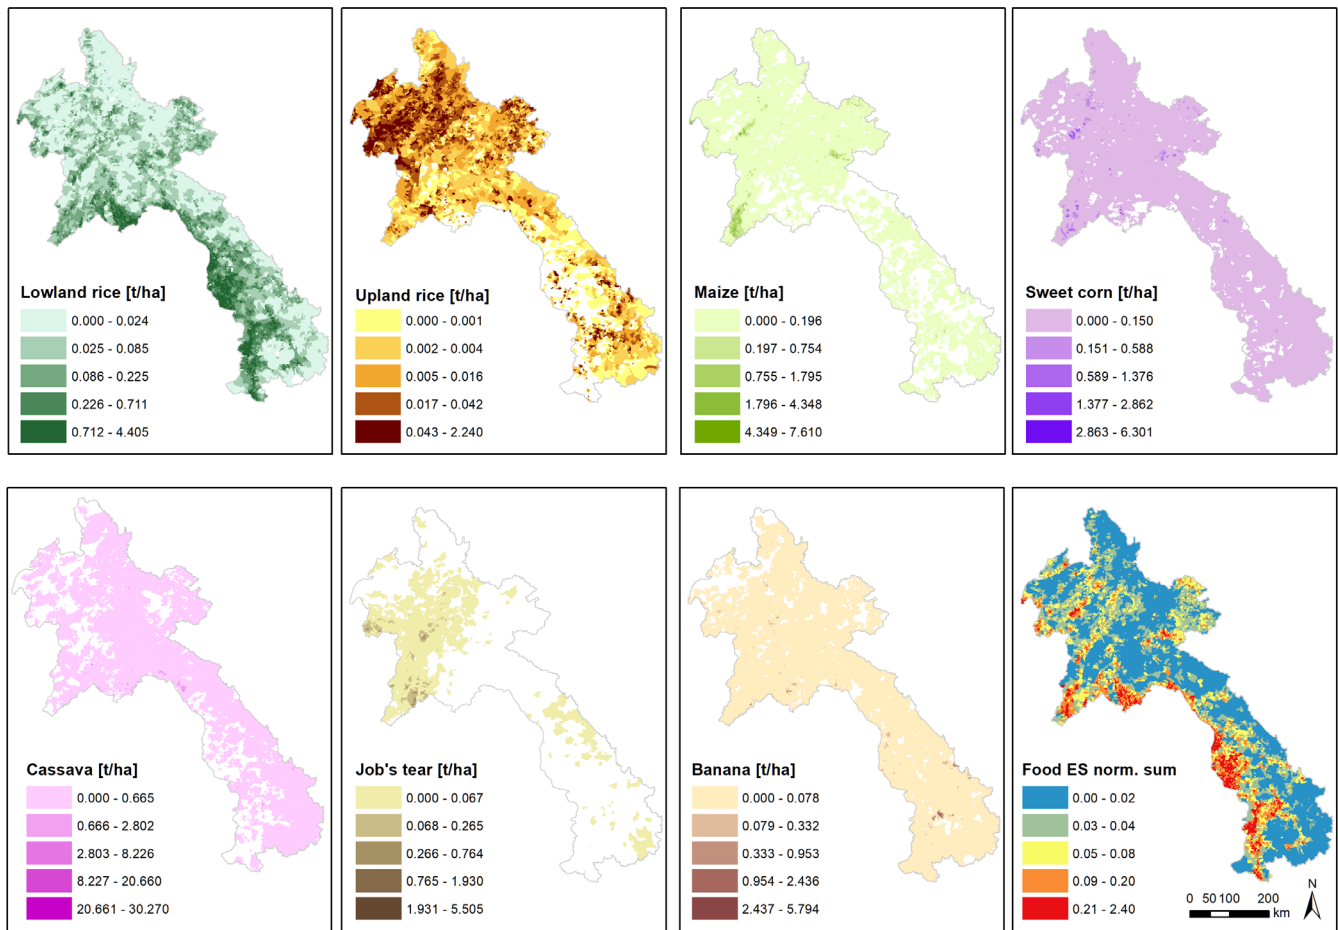 Lowland rice [t/ha]
0.000 - 0.024
0.025 - 0.085
0.086 - 0.225
0.226 - 0.711
0.712 - 4.405
Upland rice [t/ha]
0.000 - 0.001
0.002 - 0.004
0.005 - 0.016
0.017 - 0.042
0.043 - 2.240
Maize [t/ha]
0.000 - 0.196
0.197 - 0.754
0.755 - 1.795
1.796 - 4.348
4.349 - 7.610
Sweet corn [t/ha]
0.000 - 0.150
0.151 - 0.588
0.589 - 1.376
1.377 - 2.862
2.863 - 6.301
Cassava [t/ha]
0.000 - 0.665
0.666 - 2.802
2.803 - 8.226
8.227 - 20.660
20.661 - 30.270
Job's tear [t/ha]
0.000 - 0.067
0.068 - 0.265
0.266 - 0.764
0.765 - 1.930
1.931 - 5.505
Banana [t/ha]
0.000 - 0.078
0.079 - 0.332
0.333 - 0.953
0.954 - 2.436
2.437 - 5.794
Food ES norm. sum
0.00 - 0.02
0.03 - 0.04
0.05 - 0.08
0.09 - 0.20
0.21 - 2.40
N
0 50 100 200
km